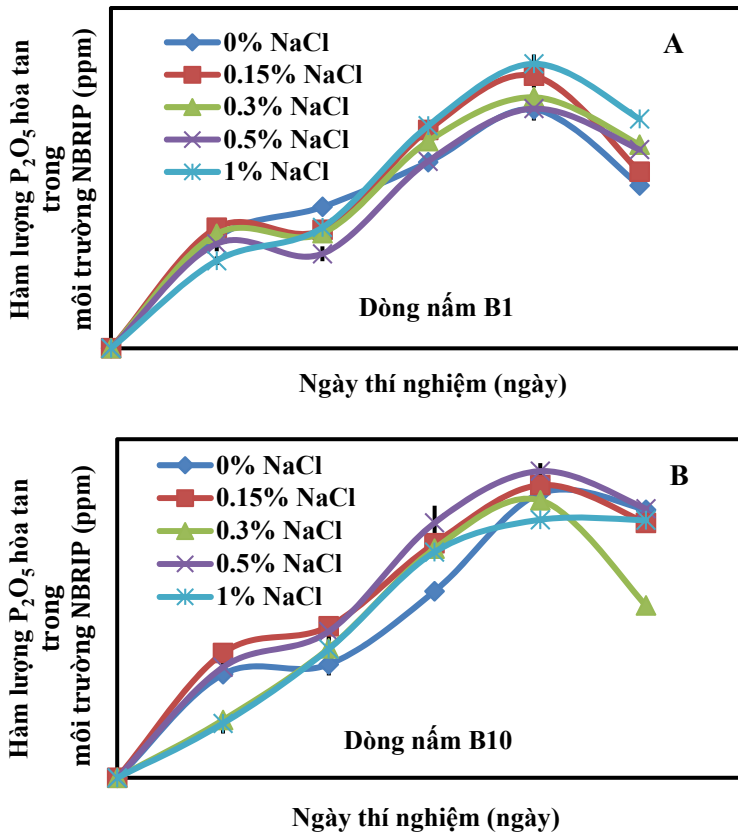 A
0% NaCl
0.15% NaCl
0.3% NaCl
0.5% NaCl
1% NaCl
Hàm lượng P₂O₅ hòa tan
trong
môi trường NBRIP (ppm)
Dòng nấm B1
Ngày thí nghiệm (ngày)
B
0% NaCl
0.15% NaCl
0.3% NaCl
0.5% NaCl
1% NaCl
Hàm lượng P₂O₅ hòa tan
trong
môi trường NBRIP (ppm)
Dòng nấm B10
Ngày thí nghiệm (ngày)